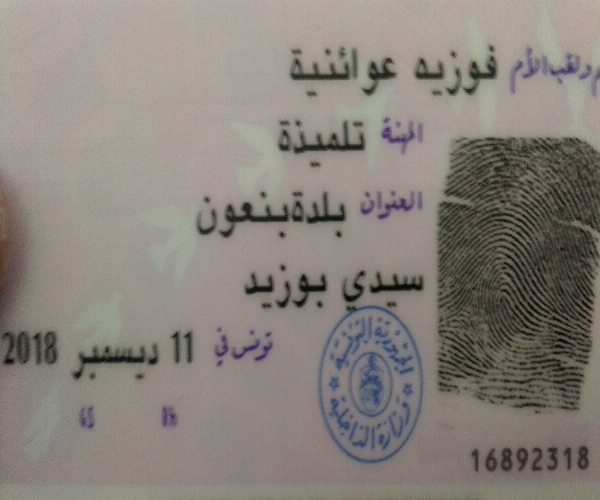 م ولقب الأم فوزيه عوائنية
المهنة تلميذة
العنوان بلدةبنعون
سيدي بوزيد
تونس في 11 ديسمبر 2018
الجمهورية التونسية
وزارة الداخلية
16892318